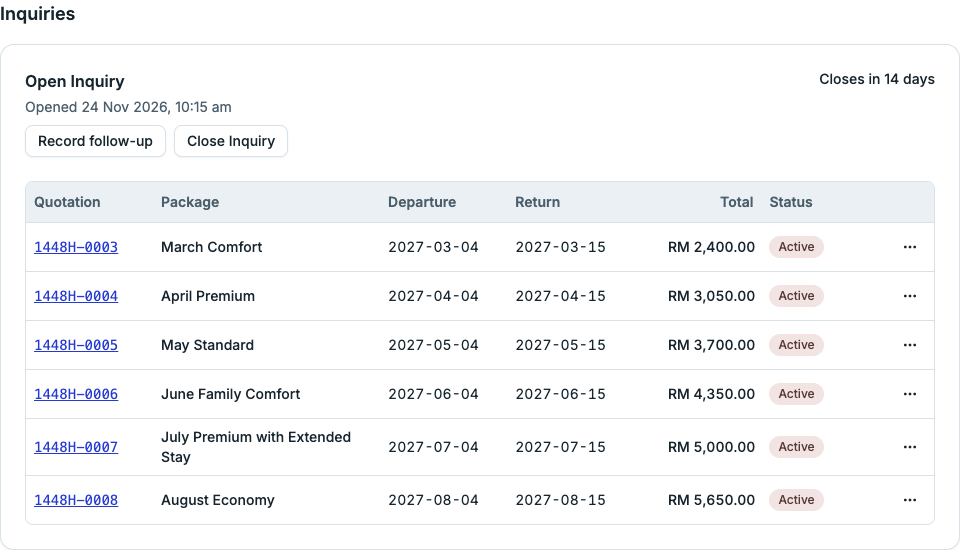 Inquiries
Open Inquiry
Closes in 14 days
Opened 24 Nov 2026, 10:15 am
Record follow-up Close Inquiry
Quotation Package Departure Return Total Status
1448H-0003 March Comfort 2027-03-04 2027-03-15 RM 2,400.00 Active ···
1448H-0004 April Premium 2027-04-04 2027-04-15 RM 3,050.00 Active ···
1448H-0005 May Standard 2027-05-04 2027-05-15 RM 3,700.00 Active ···
1448H-0006 June Family Comfort 2027-06-04 2027-06-15 RM 4,350.00 Active ···
1448H-0007 July Premium with Extended Stay 2027-07-04 2027-07-15 RM 5,000.00 Active ···
1448H-0008 August Economy 2027-08-04 2027-08-15 RM 5,650.00 Active ···